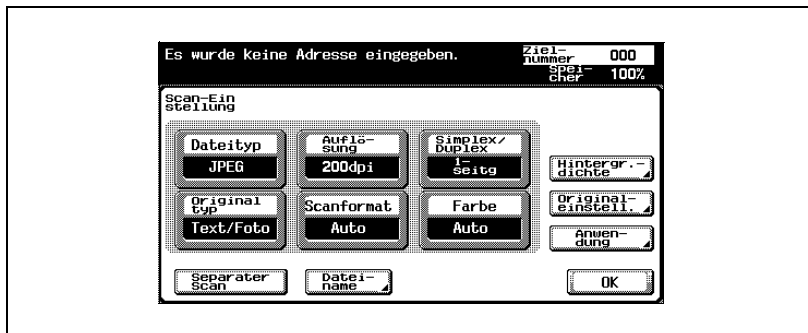 Es wurde keine Adresse eingegeben.
Ziel-
nummer 000
Spei-
cher 100%
Scan-Ein
stellung
Dateityp
JPEG
Auflö-
sung
200dpi
Simplex/
Duplex
1-
seitg
Hintergr.-
dichte
Original
typ
Text/Foto
Scanformat
Auto
Farbe
Auto
Original-
einstell.
Anwen-
dung
Separater
Scan
Datei-
name
OK